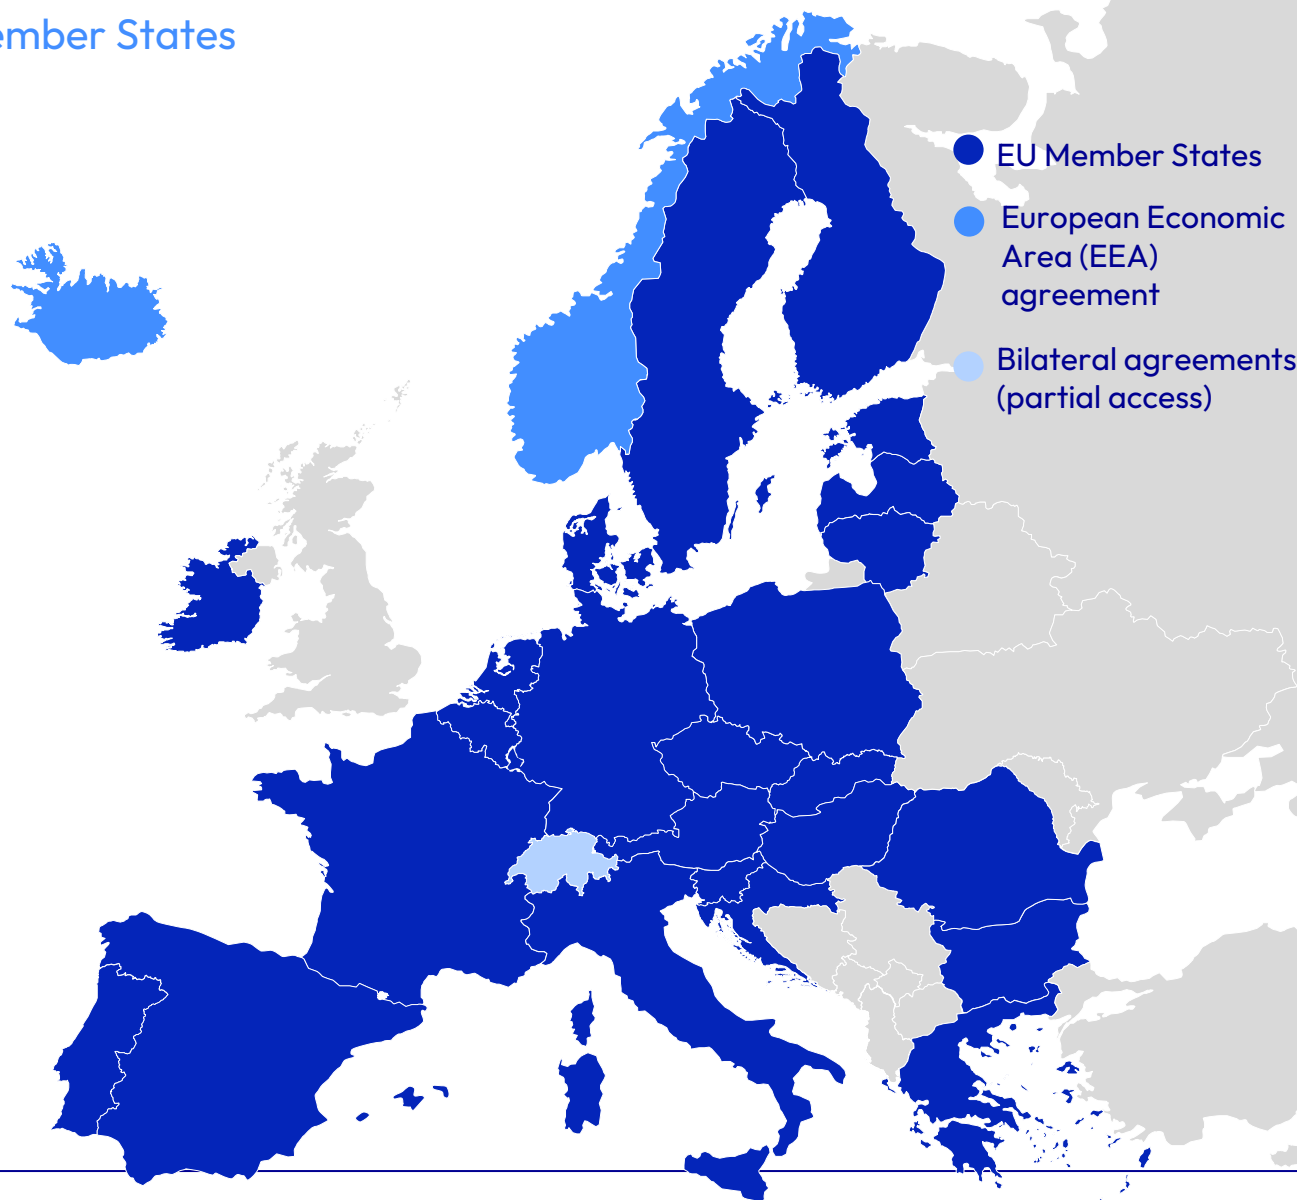 ember States
EU Member States
European Economic
Area (EEA)
agreement
Bilateral agreements
(partial access)